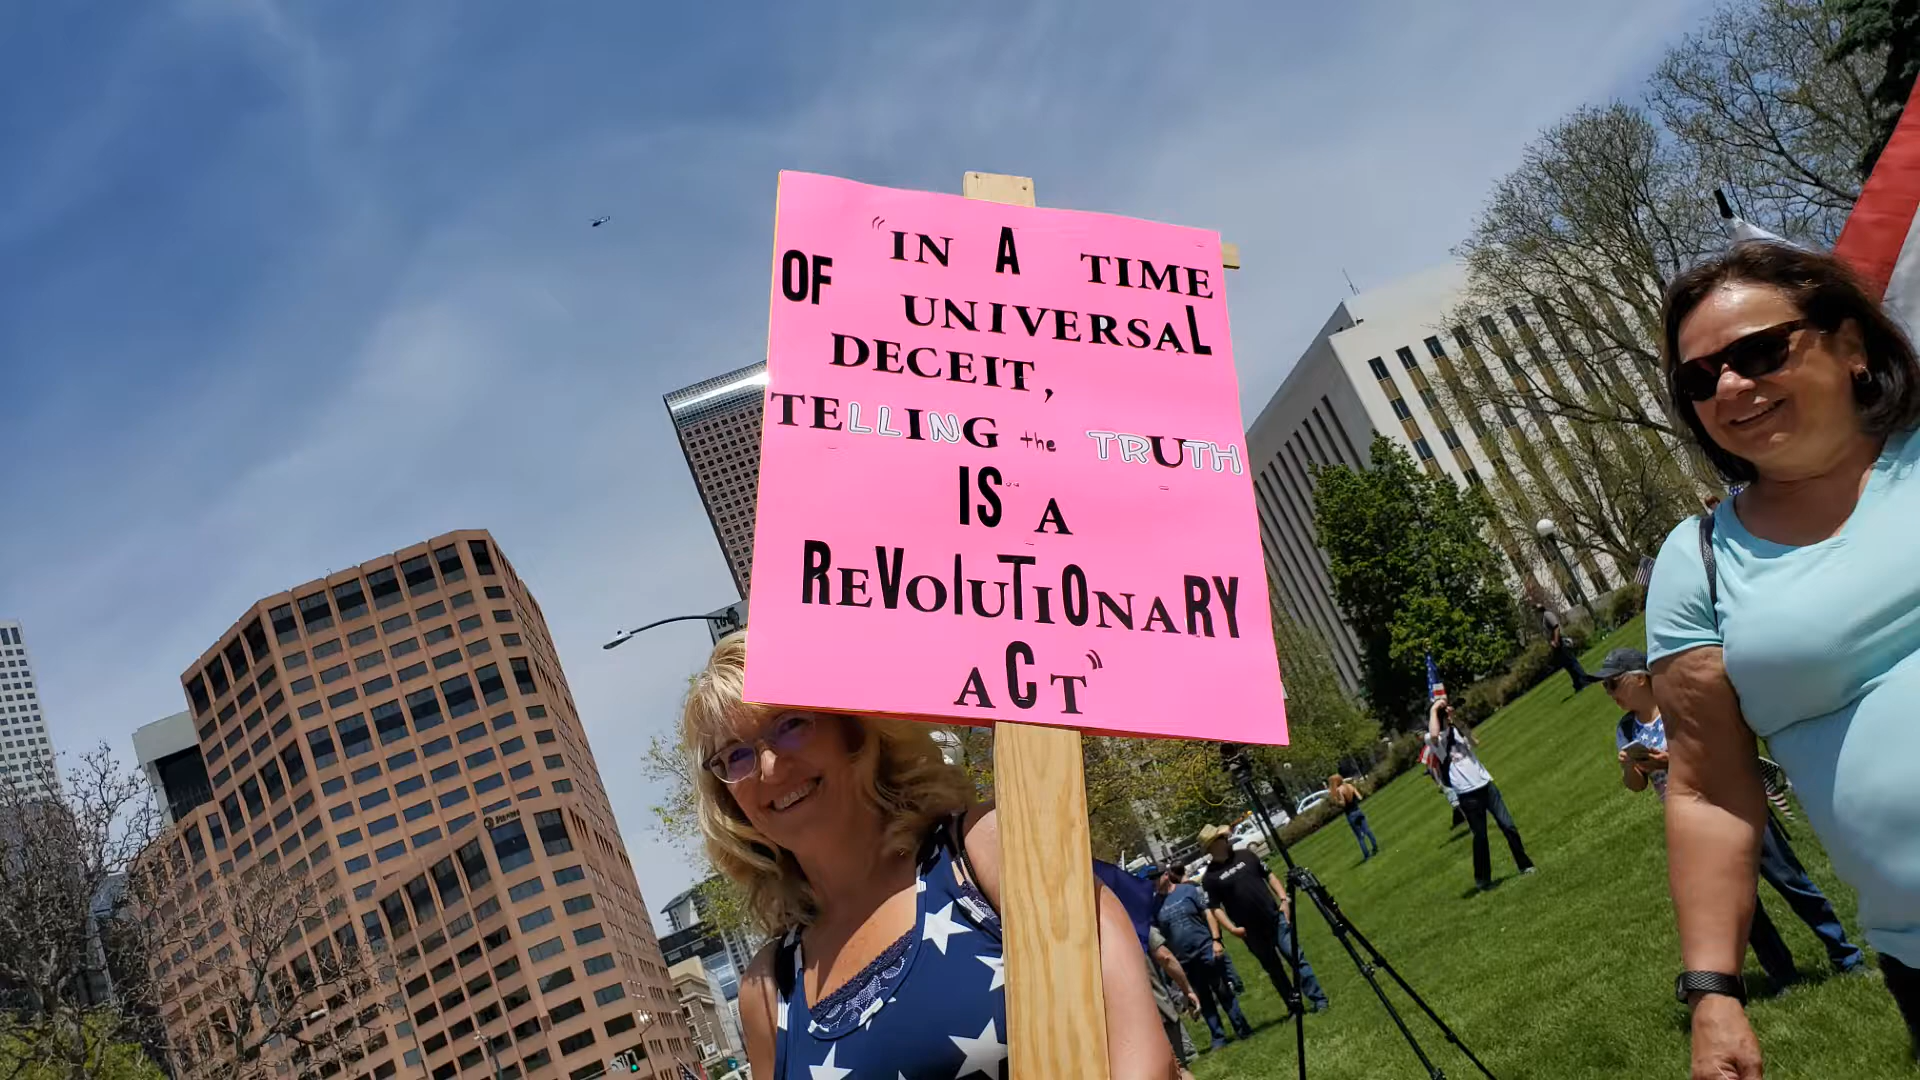 "IN A TIME
OF UNIVERSAL
DECEIT,
TELLING the TRUTH
IS A
REVOlUTIONARY
ACT"